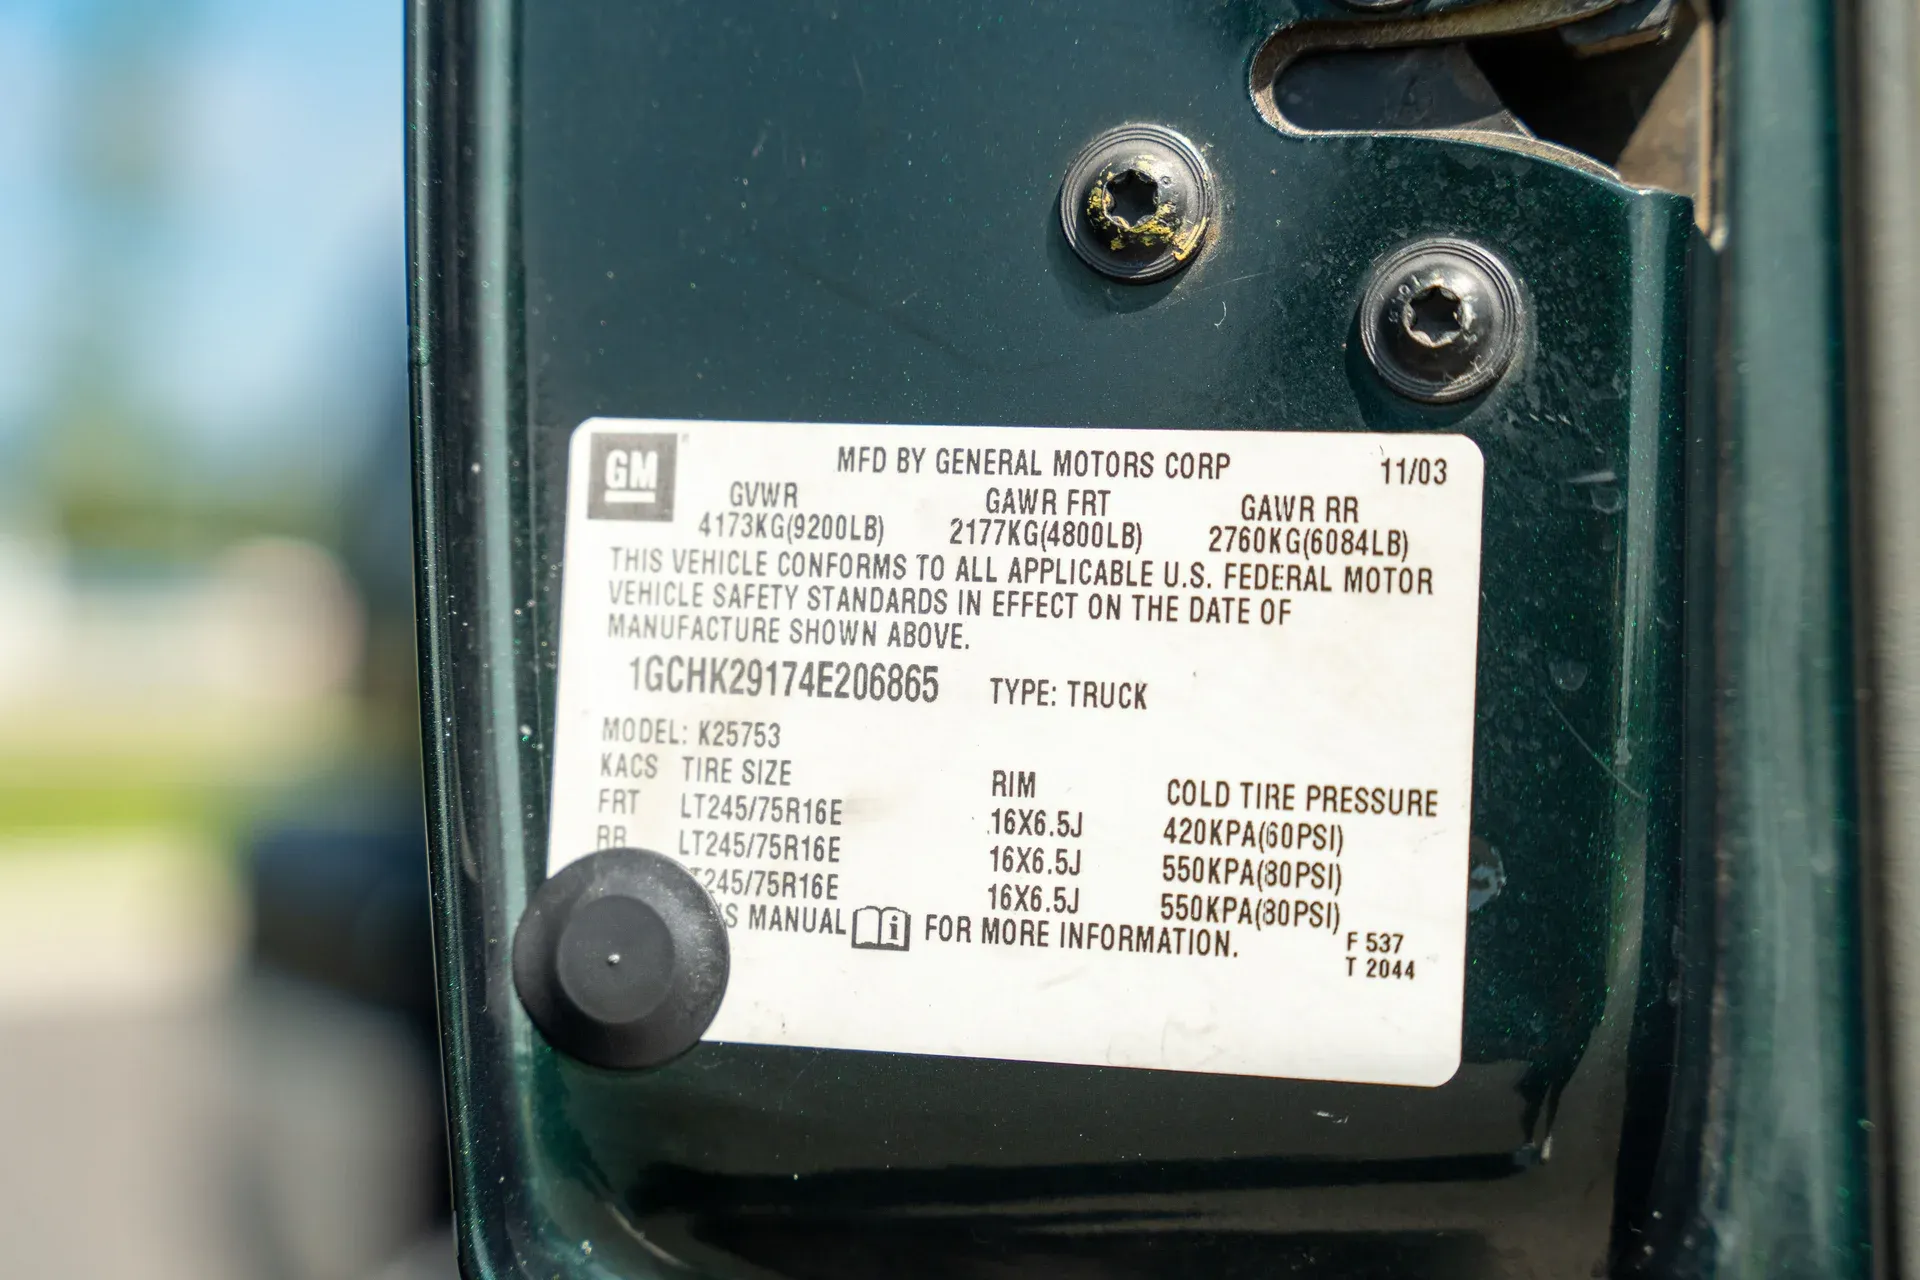 GM
MFD BY GENERAL MOTORS CORP 11/03
GVWR GAWR FRT GAWR RR
4173KG(9200LB) 2177KG(4800LB) 2760KG(6084LB)
THIS VEHICLE CONFORMS TO ALL APPLICABLE U.S. FEDERAL MOTOR
VEHICLE SAFETY STANDARDS IN EFFECT ON THE DATE OF
MANUFACTURE SHOWN ABOVE.
1GCHK29174E206865 TYPE: TRUCK
MODEL: K25753
KACS TIRE SIZE RIM COLD TIRE PRESSURE
FRT LT245/75R16E 16X6.5J 420KPA(60PSI)
RR LT245/75R16E 16X6.5J 550KPA(80PSI)
T245/75R16E 16X6.5J 550KPA(80PSI)
'S MANUAL i FOR MORE INFORMATION.
F 537
T 2044